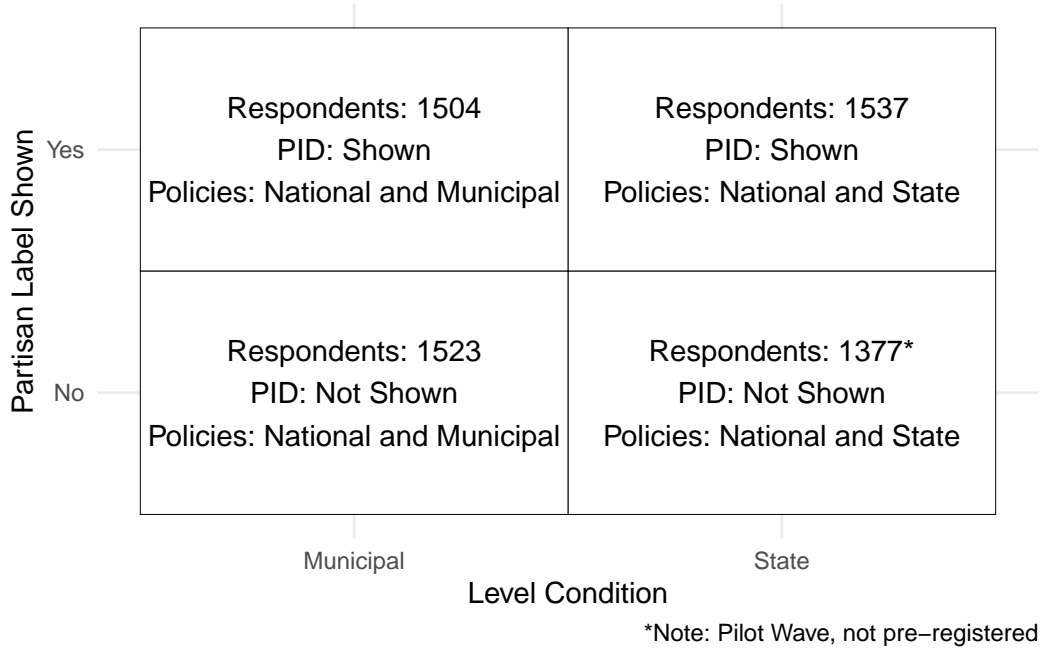 Partisan Label Shown
Yes
Respondents: 1504
PID: Shown
Policies: National and Municipal
Respondents: 1537
PID: Shown
Policies: National and State
No
Respondents: 1523
PID: Not Shown
Policies: National and Municipal
Respondents: 1377*
PID: Not Shown
Policies: National and State
Municipal
State
Level Condition
*Note: Pilot Wave, not pre−registered